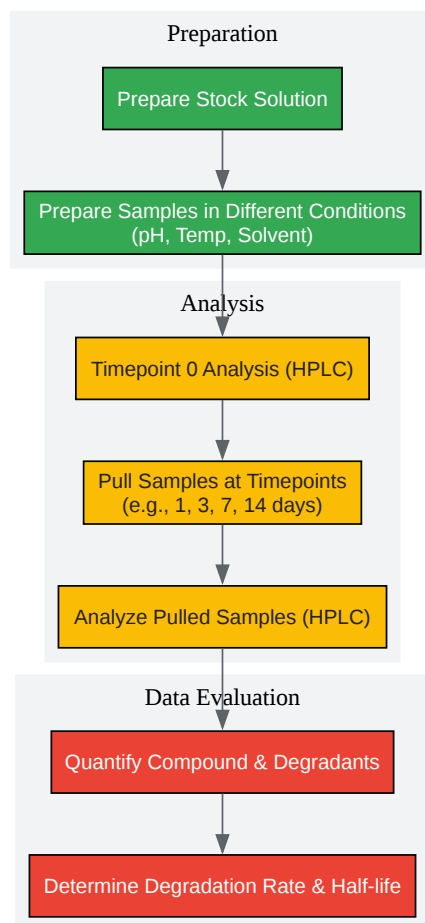 Preparation
Prepare Stock Solution
Prepare Samples in Different Conditions
(pH, Temp, Solvent)
Analysis
Timepoint 0 Analysis (HPLC)
Pull Samples at Timepoints
(e.g., 1, 3, 7, 14 days)
Analyze Pulled Samples (HPLC)
Data Evaluation
Quantify Compound & Degradants
Determine Degradation Rate & Half-life